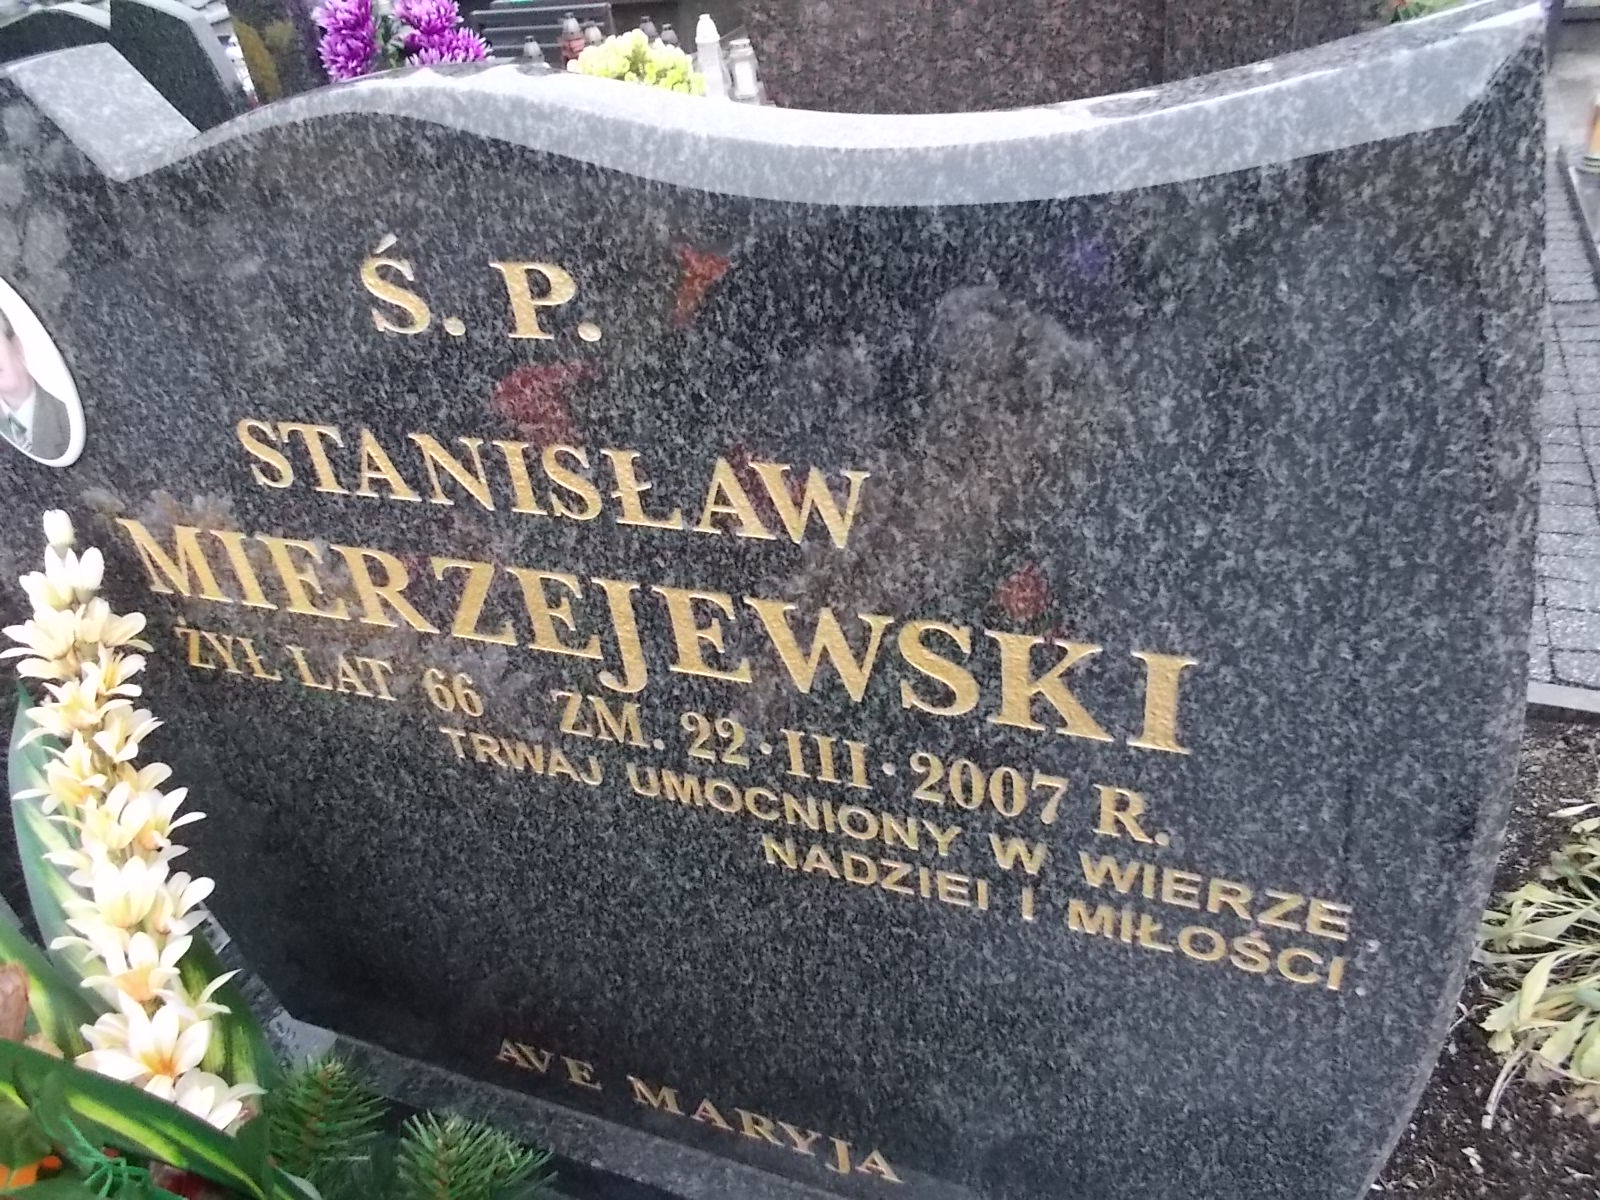 Ś. P.
STANISŁAW
MIERZEJEWSKI
ŻYŁ LAT 66 ZM. 22·III·2007 R.
TRWAJ UMOCNIONY W WIERZE
NADZIEI I MIŁOŚCI
AVE MARYJA